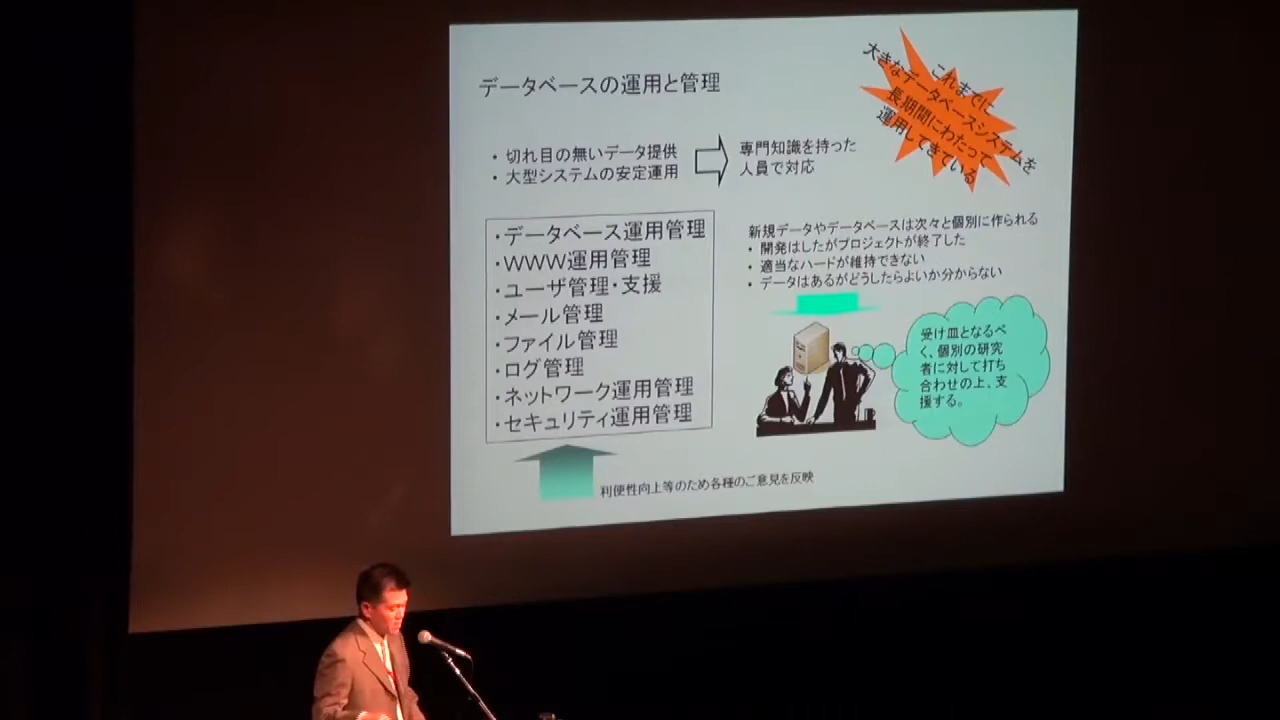 データベースの運用と管理
これまでに
大きなデータベースシステムを
長期間にわたって
運用してきている
・切れ目の無いデータ提供
・大型システムの安定運用
専門知識を持った
人員で対応
・データベース運用管理
・WWW運用管理
・ユーザ管理・支援
・メール管理
・ファイル管理
・ログ管理
・ネットワーク運用管理
・セキュリティ運用管理
新規データやデータベースは次々と個別に作られる
・開発はしたがプロジェクトが終了した
・適当なハードが維持できない
・データはあるがどうしたらよいか分からない
受け皿となるべ
く、個別の研究
者に対して打ち
合わせの上、支
援する。
利便性向上等のため各種のご意見を反映